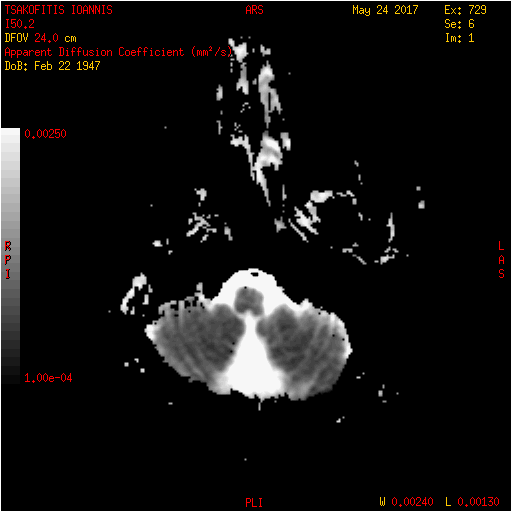 TSAKOFITIS IOANNIS
I50.2
DFOV 24.0 cm
Apparent Diffusion Coefficient (mm²/s)
DoB: Feb 22 1947
ARS
May 24 2017
Ex: 729
Se: 6
Im: 1
0.00250
R
P
I
L
A
S
1.00e-04
PLI
W 0.00240 L 0.00130